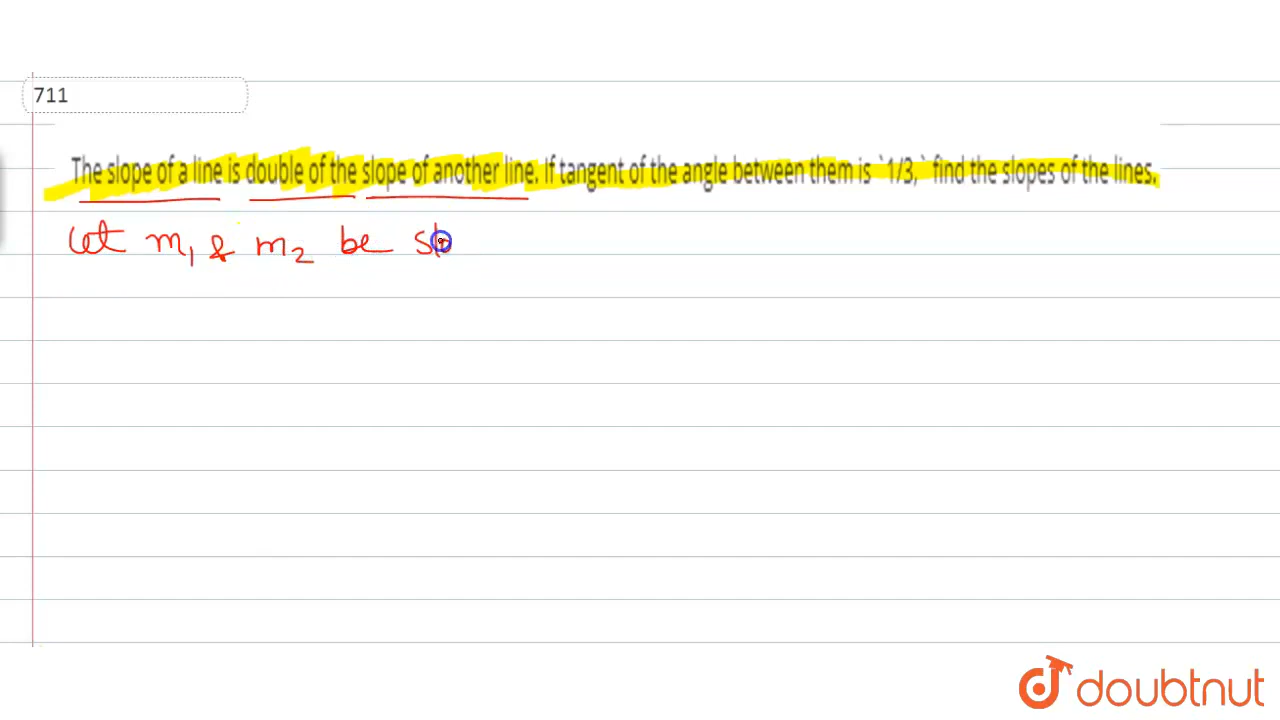 711
The slope of a line is double of the slope of another line. If tangent of the angle between them is `1/3,` find the slopes of the lines.
Let m₁ & m₂ be
doubtnut